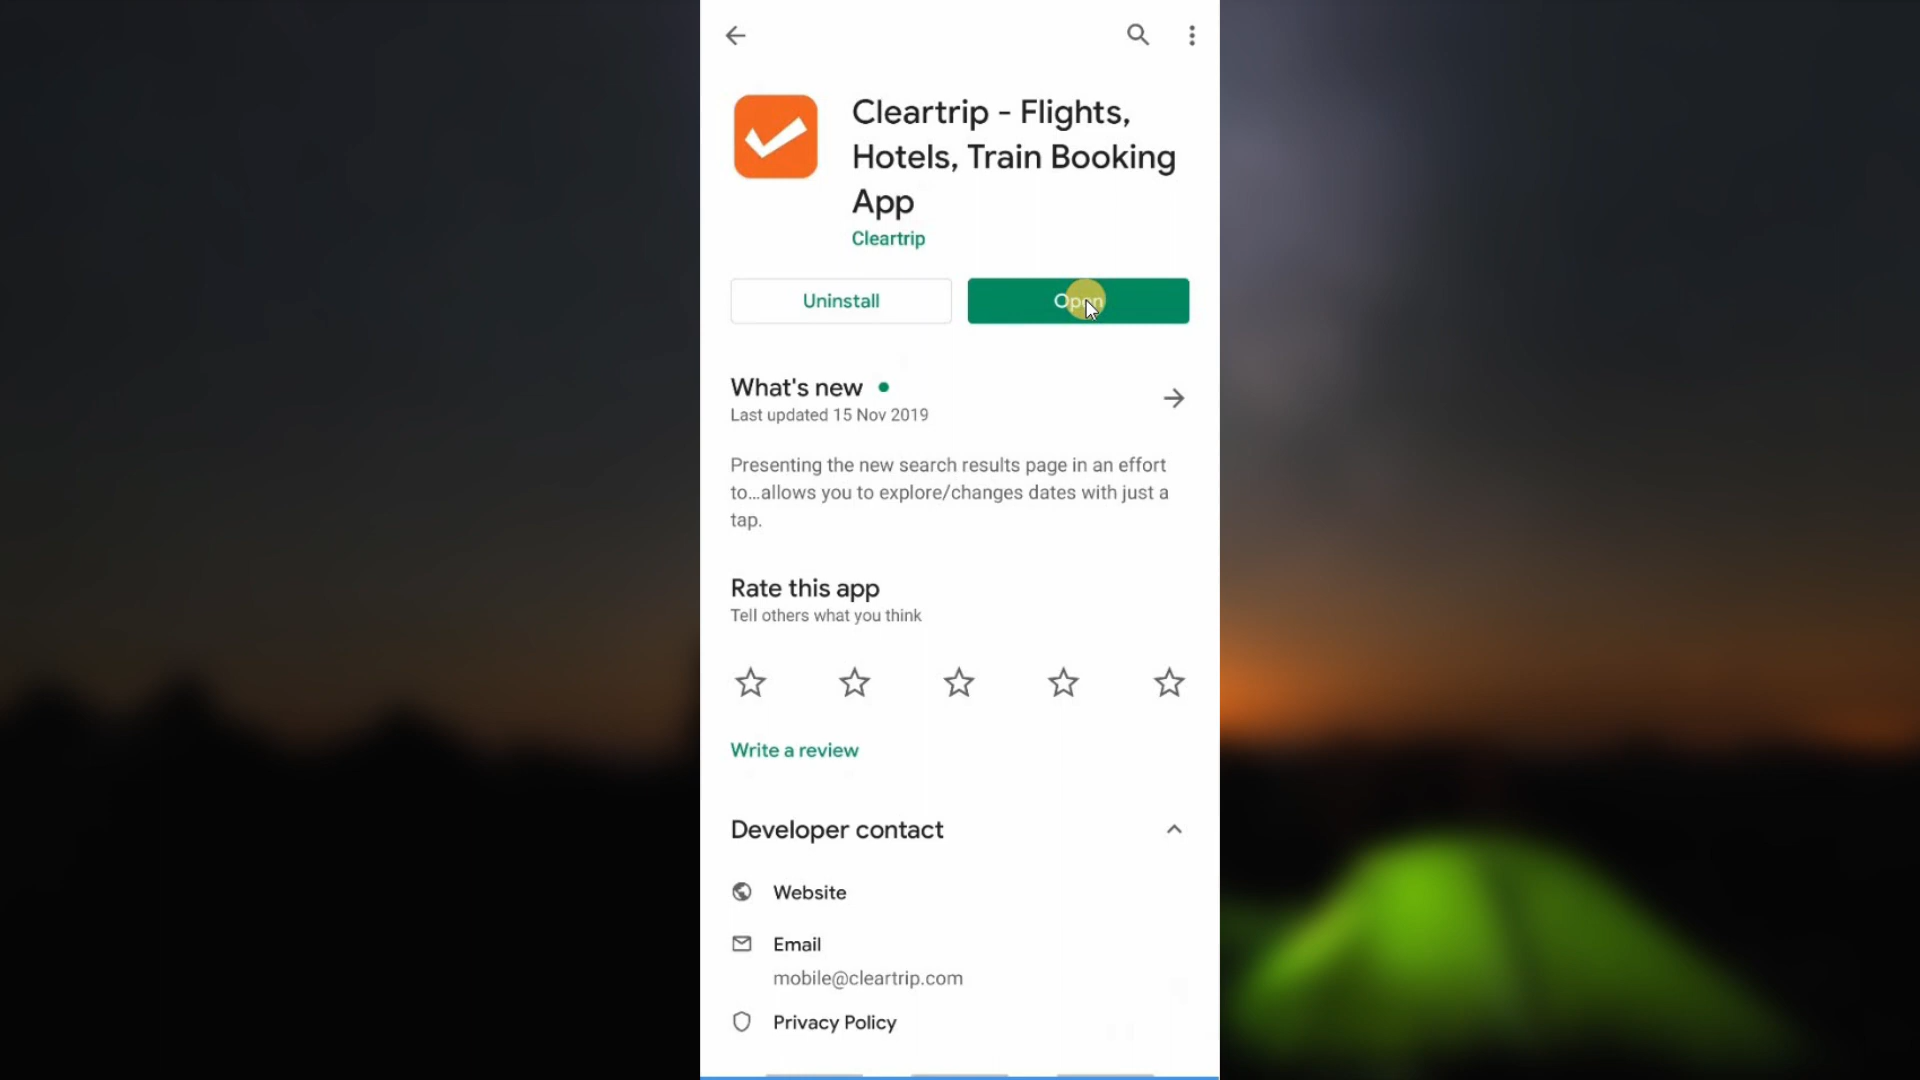 Cleartrip - Flights,
Hotels, Train Booking
App
Cleartrip
Uninstall
Open
What's new
Last updated 15 Nov 2019
Presenting the new search results page in an effort
to…allows you to explore/changes dates with just a
tap.
Rate this app
Tell others what you think
Write a review
Developer contact
Website
Email
mobile@cleartrip.com
Privacy Policy